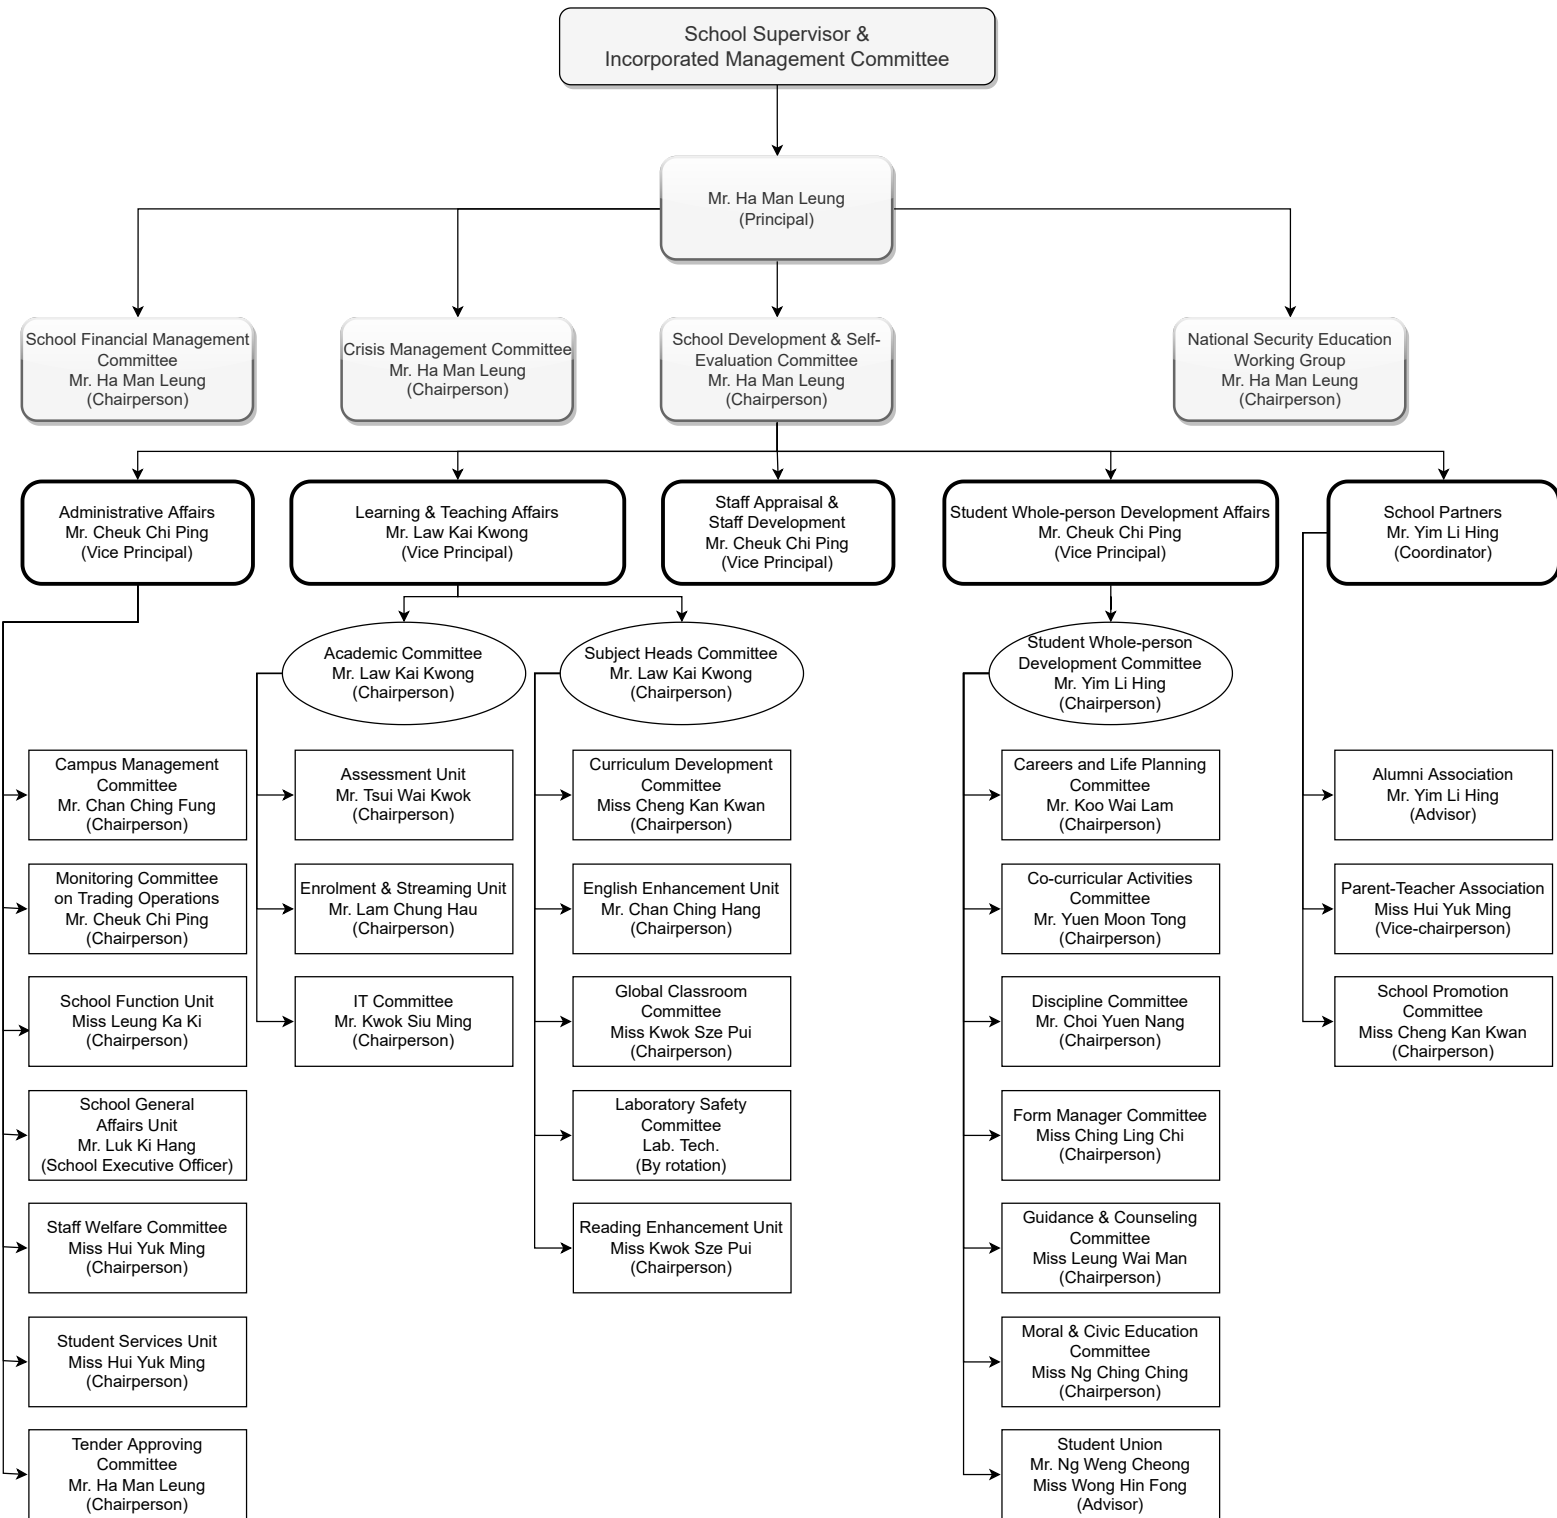 School Supervisor &
Incorporated Management Committee
Mr. Ha Man Leung
(Principal)
School Financial Management
Committee
Mr. Ha Man Leung
(Chairperson)
Crisis Management Committee
Mr. Ha Man Leung
(Chairperson)
School Development & Self-
Evaluation Committee
Mr. Ha Man Leung
(Chairperson)
National Security Education
Working Group
Mr. Ha Man Leung
(Chairperson)
Administrative Affairs
Mr. Cheuk Chi Ping
(Vice Principal)
Learning & Teaching Affairs
Mr. Law Kai Kwong
(Vice Principal)
Staff Appraisal &
Staff Development
Mr. Cheuk Chi Ping
(Vice Principal)
Student Whole-person Development Affairs
Mr. Cheuk Chi Ping
(Vice Principal)
School Partners
Mr. Yim Li Hing
(Coordinator)
Academic Committee
Mr. Law Kai Kwong
(Chairperson)
Subject Heads Committee
Mr. Law Kai Kwong
(Chairperson)
Student Whole-person
Development Committee
Mr. Yim Li Hing
(Chairperson)
Campus Management
Committee
Mr. Chan Ching Fung
(Chairperson)
Assessment Unit
Mr. Tsui Wai Kwok
(Chairperson)
Curriculum Development
Committee
Miss Cheng Kan Kwan
(Chairperson)
Careers and Life Planning
Committee
Mr. Koo Wai Lam
(Chairperson)
Alumni Association
Mr. Yim Li Hing
(Advisor)
Monitoring Committee
on Trading Operations
Mr. Cheuk Chi Ping
(Chairperson)
Enrolment & Streaming Unit
Mr. Lam Chung Hau
(Chairperson)
English Enhancement Unit
Mr. Chan Ching Hang
(Chairperson)
Co-curricular Activities
Committee
Mr. Yuen Moon Tong
(Chairperson)
Parent-Teacher Association
Miss Hui Yuk Ming
(Vice-chairperson)
School Function Unit
Miss Leung Ka Ki
(Chairperson)
IT Committee
Mr. Kwok Siu Ming
(Chairperson)
Global Classroom
Committee
Miss Kwok Sze Pui
(Chairperson)
Discipline Committee
Mr. Choi Yuen Nang
(Chairperson)
School Promotion
Committee
Miss Cheng Kan Kwan
(Chairperson)
School General
Affairs Unit
Mr. Luk Ki Hang
(School Executive Officer)
Laboratory Safety
Committee
Lab. Tech.
(By rotation)
Form Manager Committee
Miss Ching Ling Chi
(Chairperson)
Staff Welfare Committee
Miss Hui Yuk Ming
(Chairperson)
Reading Enhancement Unit
Miss Kwok Sze Pui
(Chairperson)
Guidance & Counseling
Committee
Miss Leung Wai Man
(Chairperson)
Student Services Unit
Miss Hui Yuk Ming
(Chairperson)
Moral & Civic Education
Committee
Miss Ng Ching Ching
(Chairperson)
Tender Approving
Committee
Mr. Ha Man Leung
(Chairperson)
Student Union
Mr. Ng Weng Cheong
Miss Wong Hin Fong
(Advisor)